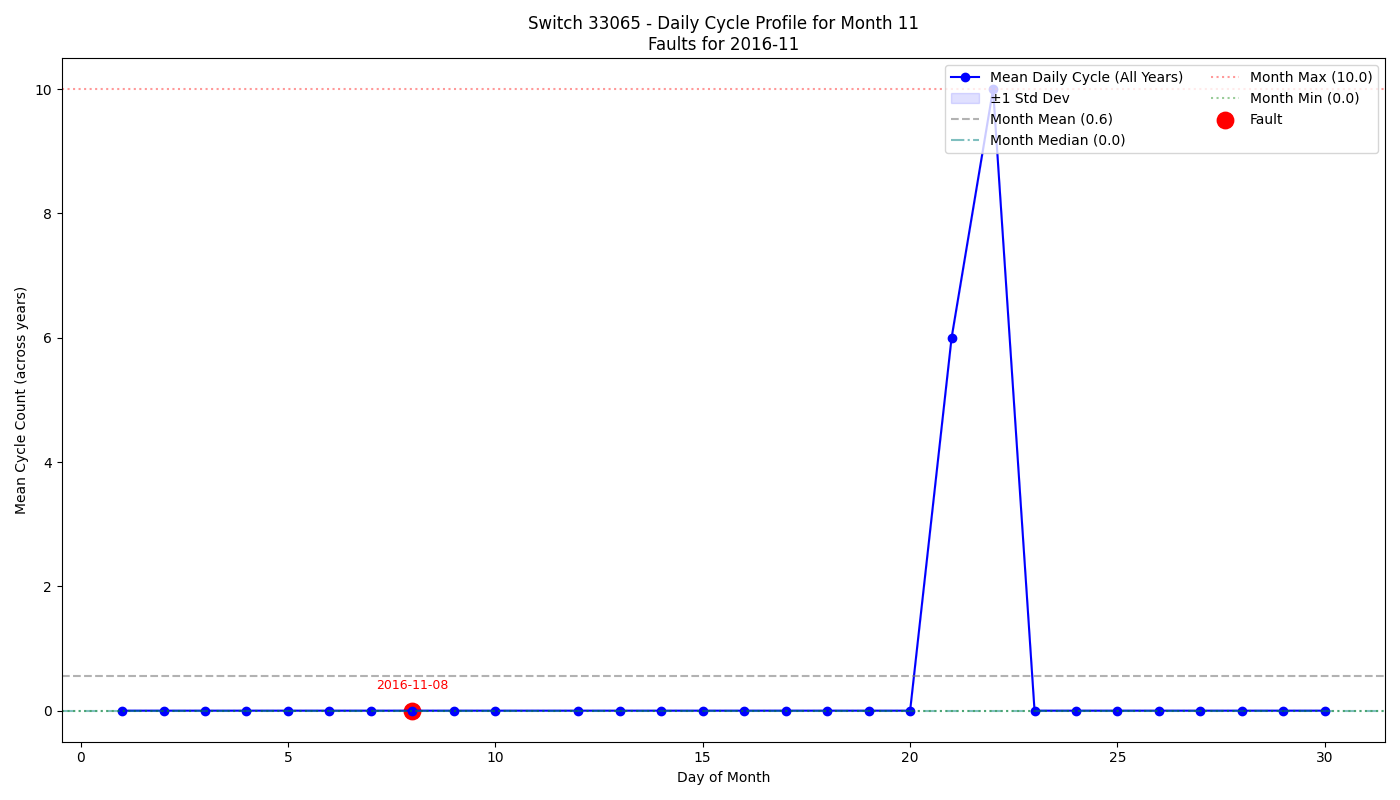 Switch 33065 - Daily Cycle Profile for Month 11
Faults for 2016-11
Mean Daily Cycle (All Years)
±1 Std Dev
Month Mean (0.6)
Month Median (0.0)
Month Max (10.0)
Month Min (0.0)
Fault
Mean Cycle Count (across years)
10
8
6
4
2
0
2016-11-08
0
5
10
15
20
25
30
Day of Month